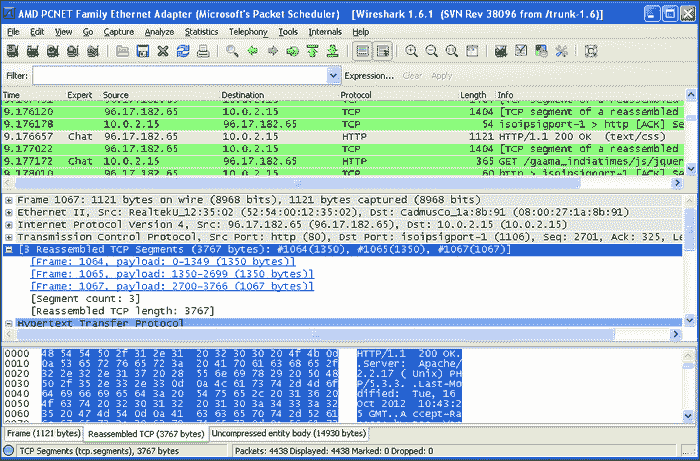 AMD PCNET Family Ethernet Adapter (Microsoft's Packet Scheduler) [Wireshark 1.6.1 (SVN Rev 38096 from /trunk-1.6)]
File Edit View Go Capture Analyze Statistics Telephony Tools Internals Help
Filter: Expression... Clear Apply
Time Expert Source Destination Protocol Length Info
9.176120 96.17.182.65 10.0.2.15 TCP 1404 [TCP segment of a reassembled
9.176178 10.0.2.15 96.17.182.65 TCP 54 isoipsigport-1 > http [ACK] Se
9.176657 Chat 96.17.182.65 10.0.2.15 HTTP 1121 HTTP/1.1 200 OK (text/css)
9.177022 96.17.182.65 10.0.2.15 TCP 1404 [TCP segment of a reassembled
9.177172 Chat 10.0.2.15 96.17.182.65 HTTP 365 GET /gaama_indiatimes/js/jquer
9.178010 96.17.182.65 10.0.2.15 TCP 60 http > isoipsigport-1 [ACK] Se
Frame 1067: 1121 bytes on wire (8968 bits), 1121 bytes captured (8968 bits)
Ethernet II, Src: RealtekU_12:35:02 (52:54:00:12:35:02), Dst: CadmusCo_1a:8b:91 (08:00:27:1a:8b:91)
Internet Protocol Version 4, Src: 96.17.182.65 (96.17.182.65), Dst: 10.0.2.15 (10.0.2.15)
Transmission Control Protocol, Src Port: http (80), Dst Port: isoipsigport-1 (1106), Seq: 2701, Ack: 325, Le
[3 Reassembled TCP Segments (3767 bytes): #1064(1350), #1065(1350), #1067(1067)]
[Frame: 1064, payload: 0-1349 (1350 bytes)]
[Frame: 1065, payload: 1350-2699 (1350 bytes)]
[Frame: 1067, payload: 2700-3766 (1067 bytes)]
[Segment count: 3]
[Reassembled TCP length: 3767]
Hypertext Transfer Protocol
0000 48 54 54 50 2f 31 2e 31 20 32 30 30 20 4f 4b 0d HTTP/1.1 200 OK.
0010 0a 53 65 72 76 65 72 3a 20 41 70 61 63 68 65 2f .Server: Apache/
0020 32 2e 32 2e 31 37 20 28 55 6e 69 78 29 20 50 48 2.2.17 ( Unix) PH
0030 50 2f 35 2e 33 2e 33 0d 0a 4c 61 73 74 2d 4d 6f P/5.3.3. .Last-Mo
0040 64 69 66 69 65 64 3a 20 54 75 65 2c 20 31 36 20 dified: Tue, 16
0050 4f 63 74 20 32 30 31 32 20 31 30 3a 34 33 3a 32 Oct 2012 10:43:2
0060 35 20 47 4d 54 0d 0a 41 63 63 65 70 74 2d 52 61 5 GMT..A ccept-Ra
Frame (1121 bytes) Reassembled TCP (3767 bytes) Uncompressed entity body (14930 bytes)
TCP Segments (tcp.segments), 3767 bytes Packets: 4438 Displayed: 4438 Marked: 0 Dropped: 0